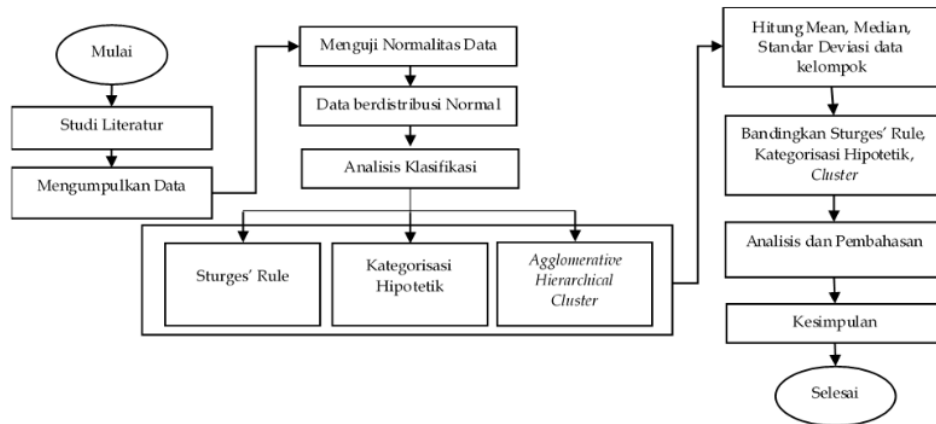 Mulai
Studi Literatur
Mengumpulkan Data
Menguji Normalitas Data
Data berdistribusi Normal
Analisis Klasifikasi
Sturges' Rule
Kategorisasi
Hipotetik
Agglomerative
Hierarchical
Cluster
Hitung Mean, Median,
Standar Deviasi data
kelompok
Bandingkan Sturges' Rule,
Kategorisasi Hipotetik,
Cluster
Analisis dan Pembahasan
Kesimpulan
Selesai